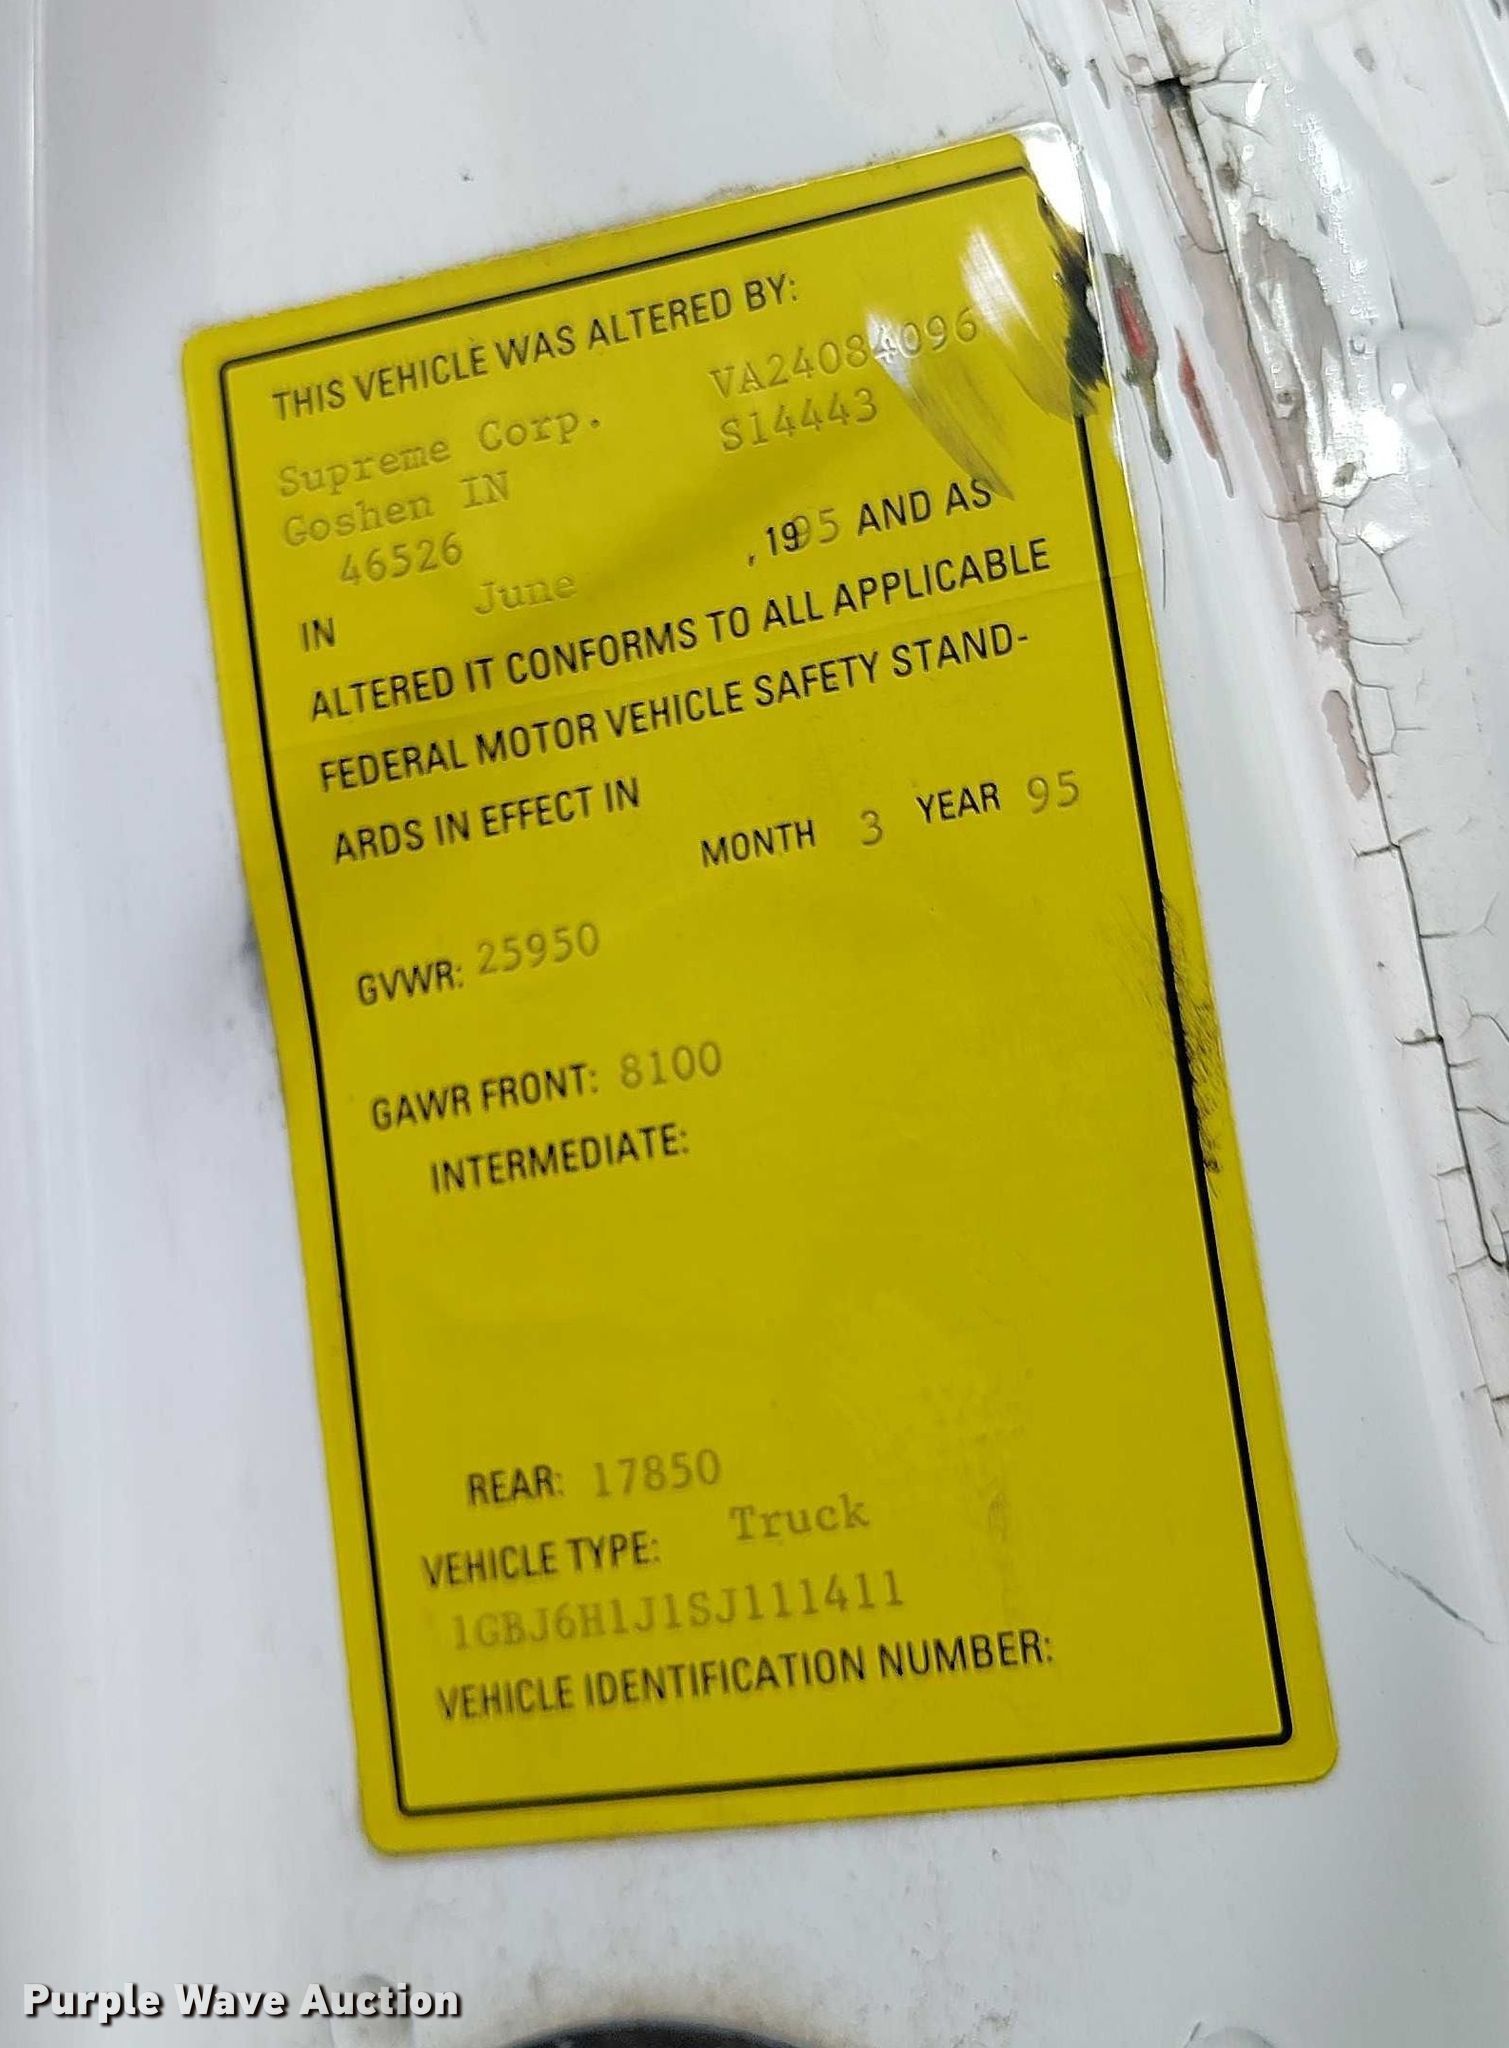 THIS VEHICLE WAS ALTERED BY:
Supreme Corp. VA24084096
Goshen IN S14443
46526
IN June , 1995 AND AS
ALTERED IT CONFORMS TO ALL APPLICABLE
FEDERAL MOTOR VEHICLE SAFETY STAND-
ARDS IN EFFECT IN
MONTH 3 YEAR 95
GVWR: 25950
GAWR FRONT: 8100
INTERMEDIATE:
REAR: 17850
VEHICLE TYPE: Truck
1GBJ6H1J1SJ111411
VEHICLE IDENTIFICATION NUMBER:
Purple Wave Auction